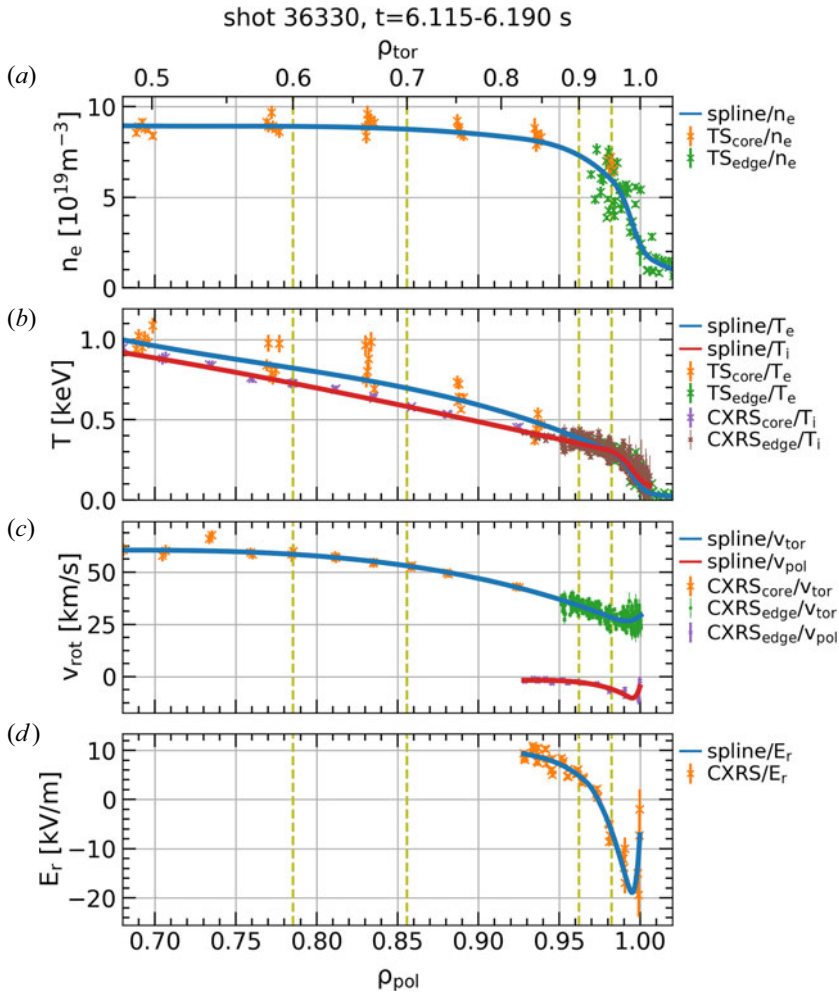 shot 36330, t=6.115-6.190 s
ρtor
0.5 0.6 0.7 0.8 0.9 1.0
(a)
10
5
0
ne [10^19m^−3]
spline/ne
TScore/ne
TSedge/ne
(b)
1.0
0.5
0.0
T [keV]
spline/Te
spline/Ti
TScore/Te
TSedge/Te
CXRScore/Ti
CXRSedge/Ti
(c)
50
25
0
vrot [km/s]
spline/vtor
spline/vpol
CXRScore/vtor
CXRSedge/vtor
CXRSedge/vpol
(d)
10
0
−10
−20
Er [kV/m]
spline/Er
CXRS/Er
0.70 0.75 0.80 0.85 0.90 0.95 1.00
ρpol